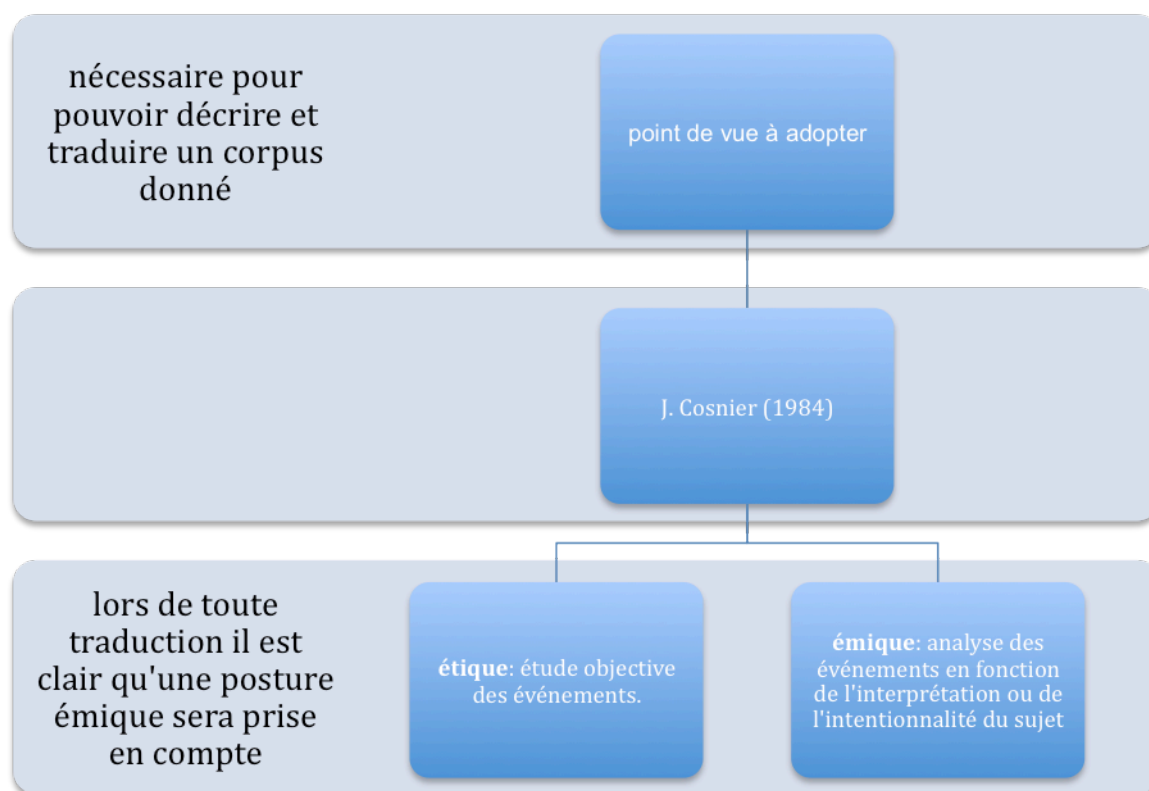 nécessaire pour
pouvoir décrire et
traduire un corpus
donné
point de vue à adopter
J. Cosnier (1984)
lors de toute
traduction il est
clair qu'une posture
émique sera prise
en compte
étique: étude objective
des événements.
émique: analyse des
événements en fonction
de l'interprétation ou de
l'intentionnalité du sujet